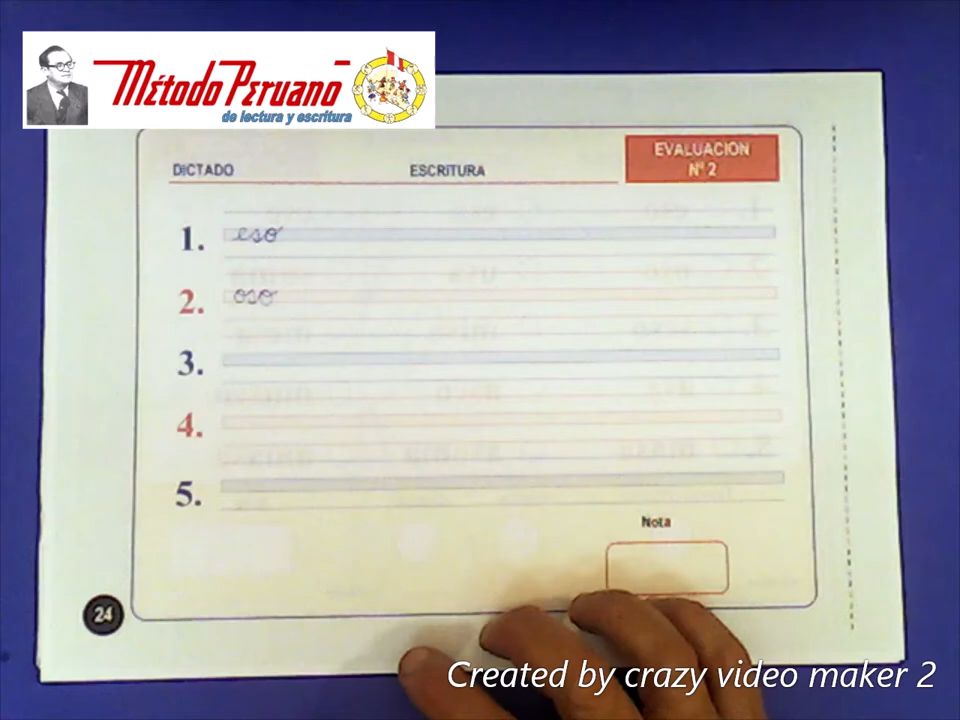 Método Peruano
de lectura y escritura
DICTADO ESCRITURA EVALUACIÓN Nº 2
1. eso
2. oso
3.
4.
5.
Nota
24
Created by crazy video maker 2